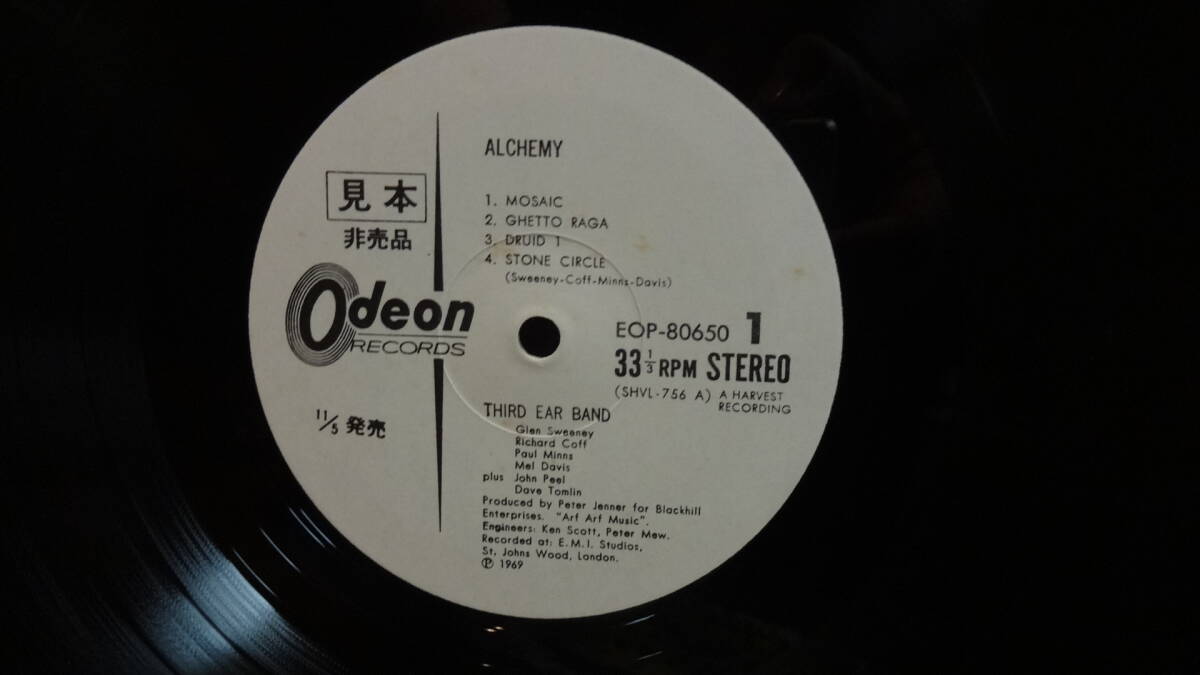 ALCHEMY
1. MOSAIC
2. GHETTO RAGA
3. DRUID 1
4. STONE CIRCLE
(Sweeney-Coff-Minns-Davis)
見本
非売品
Odeon
RECORDS
11/5 発売
EOP-80650 1
33 1/3 RPM STEREO
(SHVL-756 A) A HARVEST
RECORDING
THIRD EAR BAND
Glen Sweeney
Richard Coff
Paul Minns
Mel Davis
plus John Peel
Dave Tomlin
Produced by Peter Jenner for Blackhill
Enterprises. "Arf Arf Music".
Engineers: Ken Scott, Peter Mew.
Recorded at: E.M.I. Studios,
St, Johns Wood, London.
Ⓟ 1969